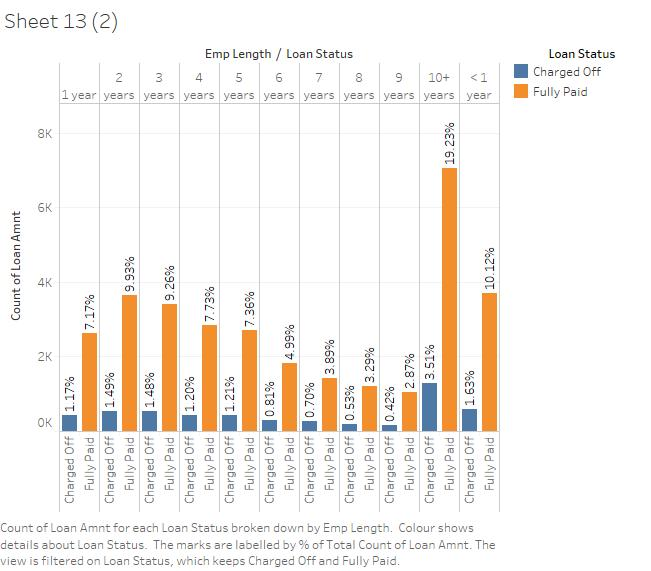 Sheet 13 (2)
Emp Length / Loan Status
Loan Status
Charged Off
Fully Paid
1 year
2 years
3 years
4 years
5 years
6 years
7 years
8 years
9 years
10+ years
< 1 year
Count of Loan Amnt
8K
6K
4K
2K
0K
1.17%
7.17%
1.49%
9.93%
1.48%
9.26%
1.20%
7.73%
1.21%
7.36%
0.81%
4.99%
0.70%
3.89%
0.53%
3.29%
0.42%
2.87%
3.51%
19.23%
1.63%
10.12%
Charged Off
Fully Paid
Charged Off
Fully Paid
Charged Off
Fully Paid
Charged Off
Fully Paid
Charged Off
Fully Paid
Charged Off
Fully Paid
Charged Off
Fully Paid
Charged Off
Fully Paid
Charged Off
Fully Paid
Charged Off
Fully Paid
Charged Off
Fully Paid
Count of Loan Amnt for each Loan Status broken down by Emp Length.  Colour shows
details about Loan Status.  The marks are labelled by % of Total Count of Loan Amnt. The
view is filtered on Loan Status, which keeps Charged Off and Fully Paid.